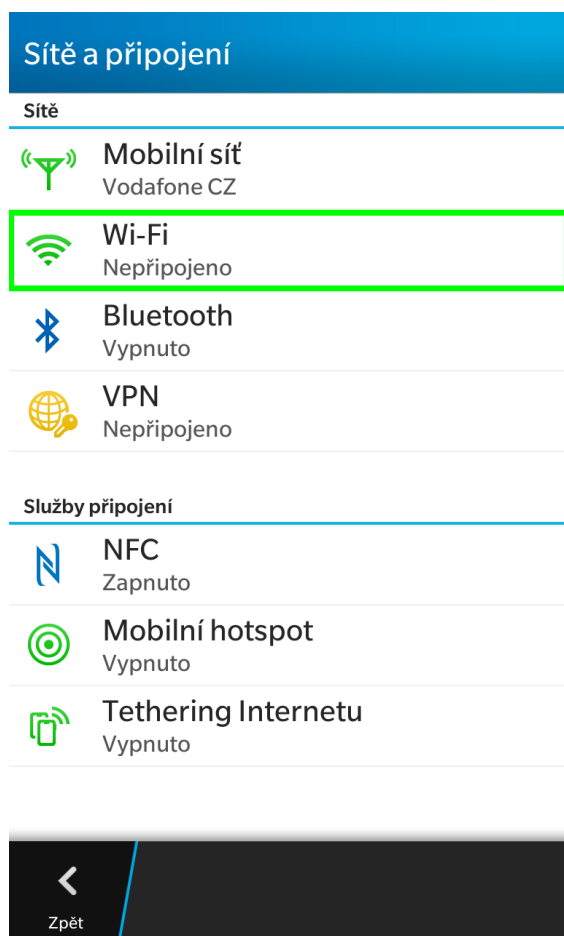 Sítě a připojení
Sítě
Mobilní síť
Vodafone CZ
Wi-Fi
Nepřipojeno
Bluetooth
Vypnuto
VPN
Nepřipojeno
Služby připojení
NFC
Zapnuto
Mobilní hotspot
Vypnuto
Tethering Internetu
Vypnuto
Zpět